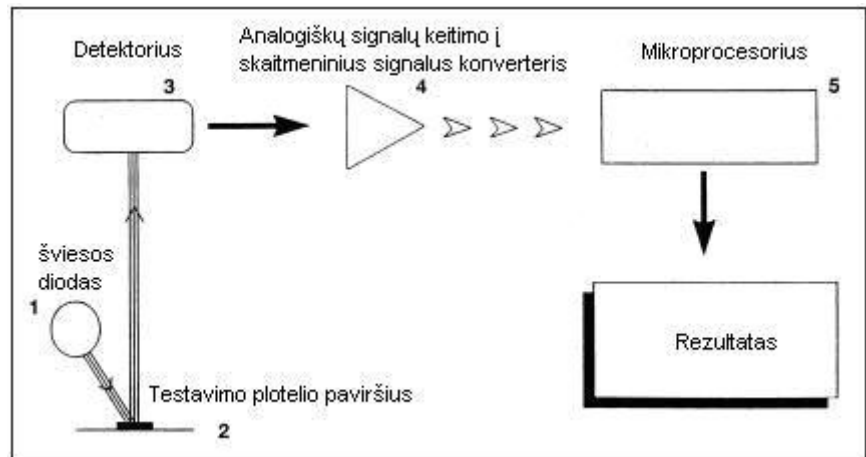 Detektorius
3
Analogiškų signalų keitimo į
skaitmeninius signalus konverteris
4
Mikroprocesorius
5
šviesos
diodas
1
Testavimo plotelio paviršius
2
Rezultatas